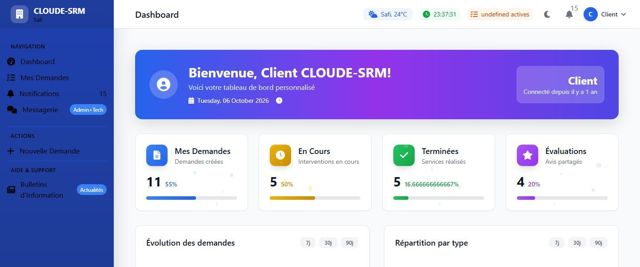 CLOUDE-SRM
Safi
Dashboard
Safi, 24°C
23:37:31
undefined actives
15
C
Client
NAVIGATION
Dashboard
Mes Demandes
Notifications 15
Messagerie Admin+Tech
ACTIONS
Nouvelle Demande
AIDE & SUPPORT
Bulletins
d'Information
Actualités
Bienvenue, Client CLOUDE-SRM!
Voici votre tableau de bord personnalisé
Tuesday, 06 October 2026
Client
Connecté depuis il y a 1 an
Mes Demandes
Demandes créées
11 55%
En Cours
Interventions en cours
5 50%
Terminées
Services réalisés
5 16.666666666667%
Évaluations
Avis partagés
4 20%
Évolution des demandes
7j 30j 90j
Répartition par type
7j 30j 90j